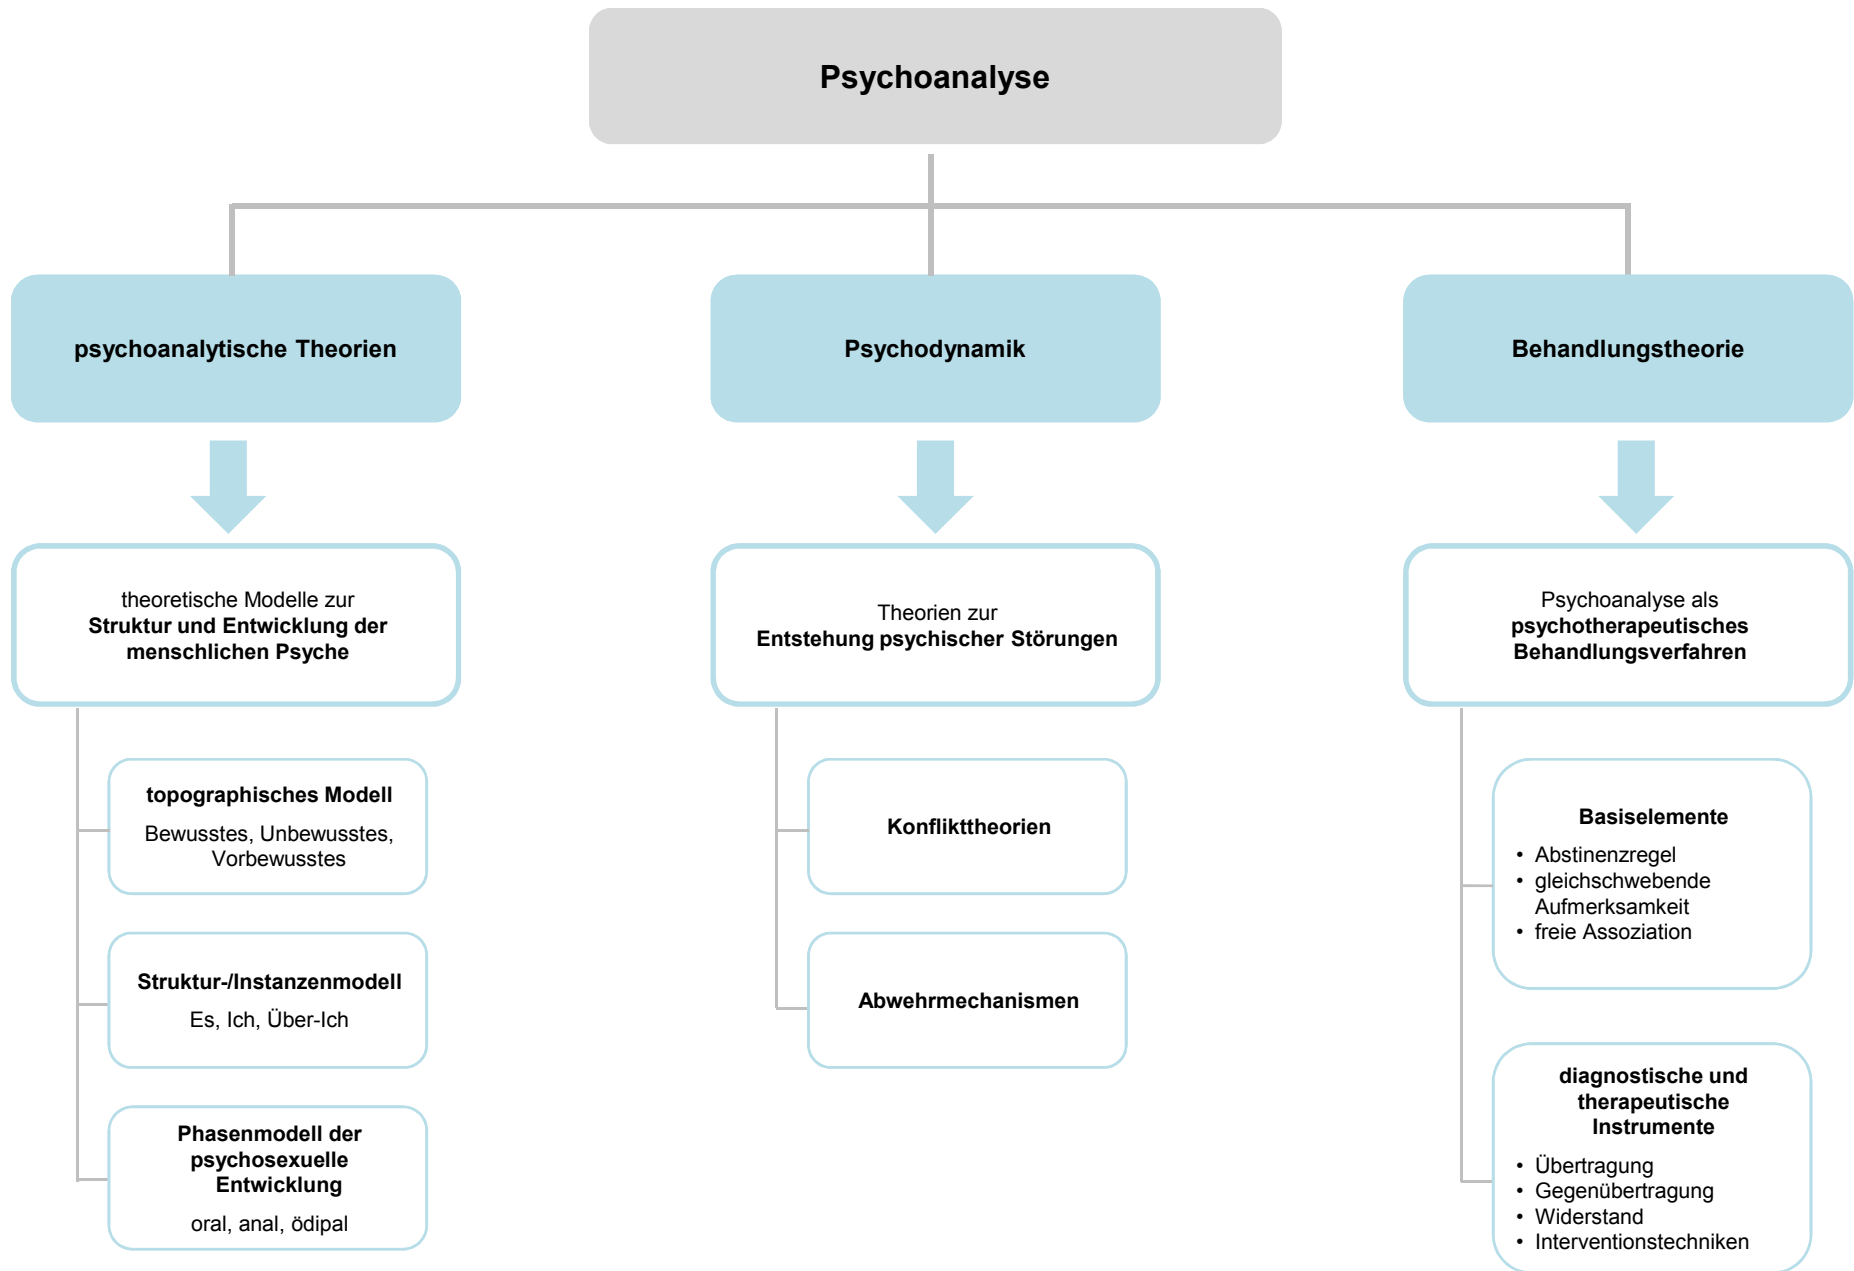 Psychoanalyse
psychoanalytische Theorien
theoretische Modelle zur
Struktur und Entwicklung der
menschlichen Psyche
topographisches Modell
Bewusstes, Unbewusstes,
Vorbewusstes
Struktur-/Instanzenmodell
Es, Ich, Über-Ich
Phasenmodell der
psychosexuelle
Entwicklung
oral, anal, ödipal
Psychodynamik
Theorien zur
Entstehung psychischer Störungen
Konflikttheorien
Abwehrmechanismen
Behandlungstheorie
Psychoanalyse als
psychotherapeutisches
Behandlungsverfahren
Basiselemente
• Abstinenzregel
• gleichschwebende
Aufmerksamkeit
• freie Assoziation
diagnostische und
therapeutische
Instrumente
• Übertragung
• Gegenübertragung
• Widerstand
• Interventionstechniken